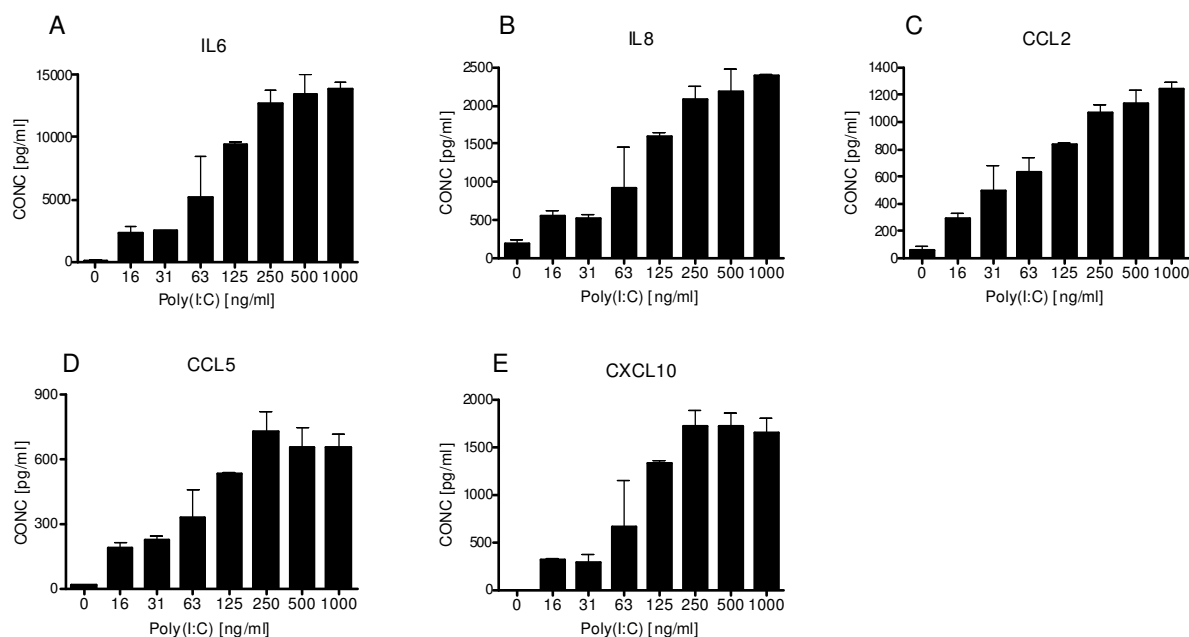 A
IL6
CONC [pg/ml]
15000
10000
5000
0
0 16 31 63 125 250 500 1000
Poly(I:C) [ng/ml]
B
IL8
CONC [pg/ml]
2500
2000
1500
1000
500
0
0 16 31 63 125 250 500 1000
Poly(I:C) [ng/ml]
C
CCL2
CONC [pg/ml]
1400
1200
1000
800
600
400
200
0
0 16 31 63 125 250 500 1000
Poly(I:C) [ng/ml]
D
CCL5
CONC [pg/ml]
900
600
300
0
0 16 31 63 125 250 500 1000
Poly(I:C) [ng/ml]
E
CXCL10
CONC [pg/ml]
2000
1500
1000
500
0
0 16 31 63 125 250 500 1000
Poly(I:C) [ng/ml]